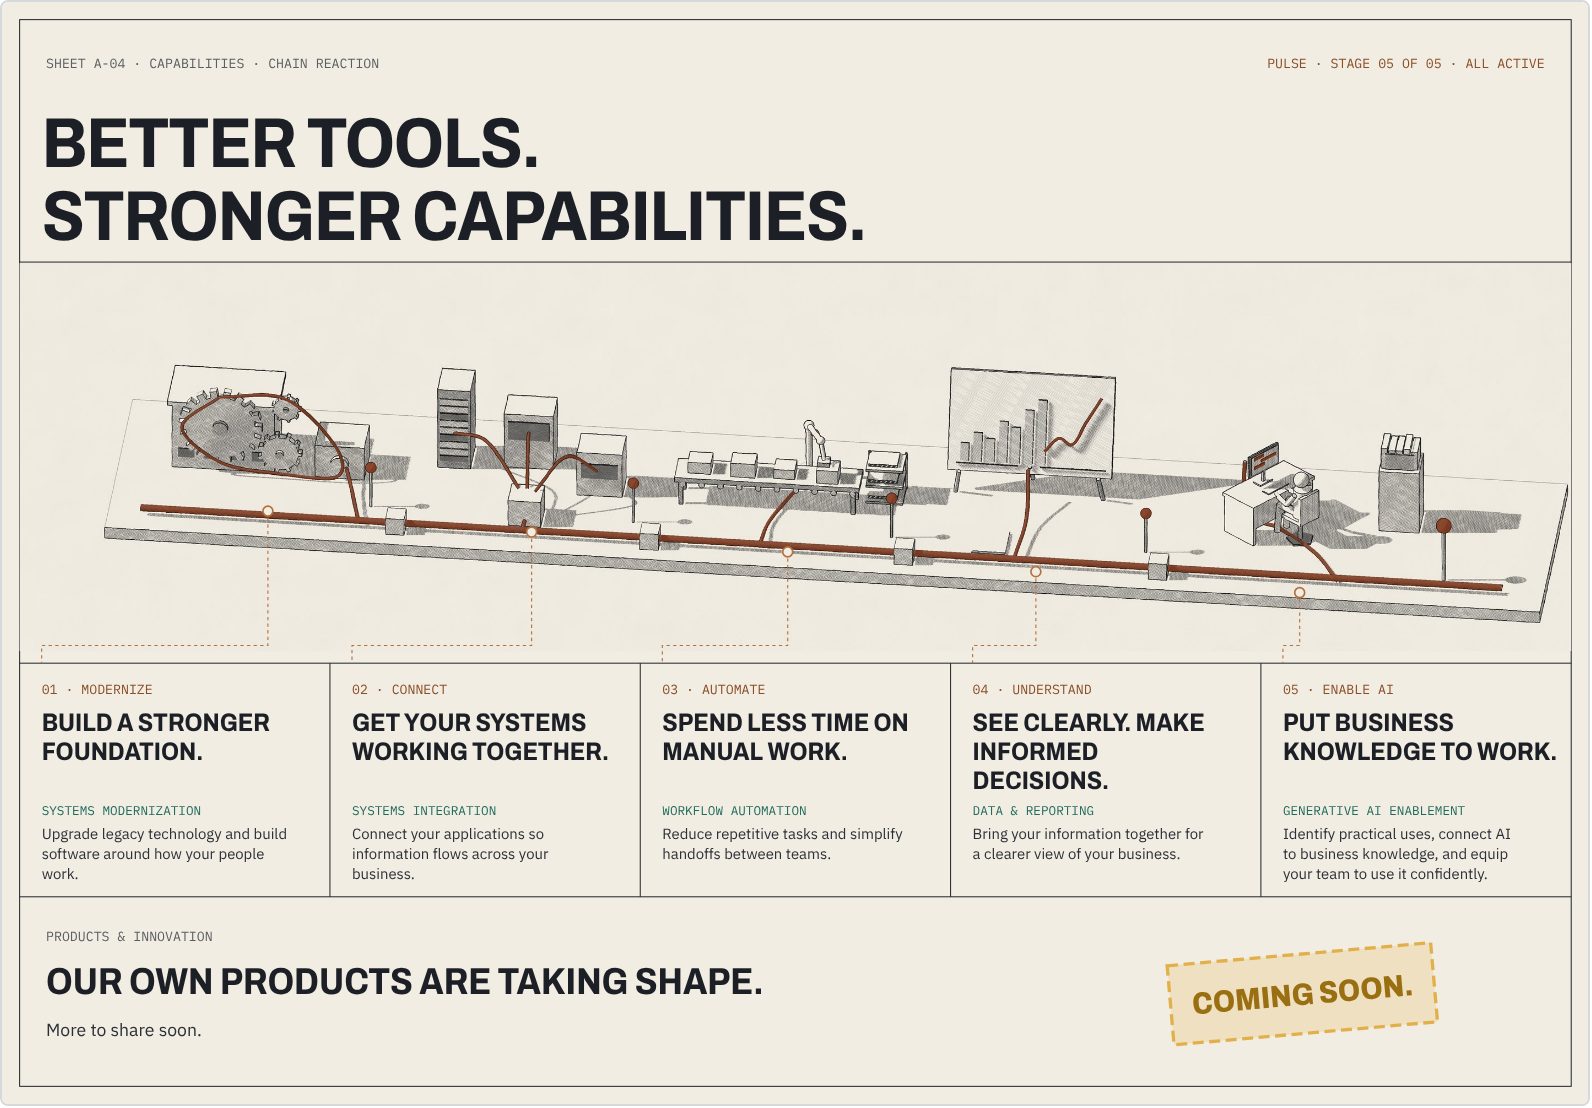 SHEET A-04 · CAPABILITIES · CHAIN REACTION
PULSE · STAGE 05 OF 05 · ALL ACTIVE
BETTER TOOLS.
STRONGER CAPABILITIES.
01 · MODERNIZE
BUILD A STRONGER
FOUNDATION.
SYSTEMS MODERNIZATION
Upgrade legacy technology and build
software around how your people
work.
02 · CONNECT
GET YOUR SYSTEMS
WORKING TOGETHER.
SYSTEMS INTEGRATION
Connect your applications so
information flows across your
business.
03 · AUTOMATE
SPEND LESS TIME ON
MANUAL WORK.
WORKFLOW AUTOMATION
Reduce repetitive tasks and simplify
handoffs between teams.
04 · UNDERSTAND
SEE CLEARLY. MAKE
INFORMED
DECISIONS.
DATA & REPORTING
Bring your information together for
a clearer view of your business.
05 · ENABLE AI
PUT BUSINESS
KNOWLEDGE TO WORK.
GENERATIVE AI ENABLEMENT
Identify practical uses, connect AI
to business knowledge, and equip
your team to use it confidently.
PRODUCTS & INNOVATION
OUR OWN PRODUCTS ARE TAKING SHAPE.
More to share soon.
COMING SOON.